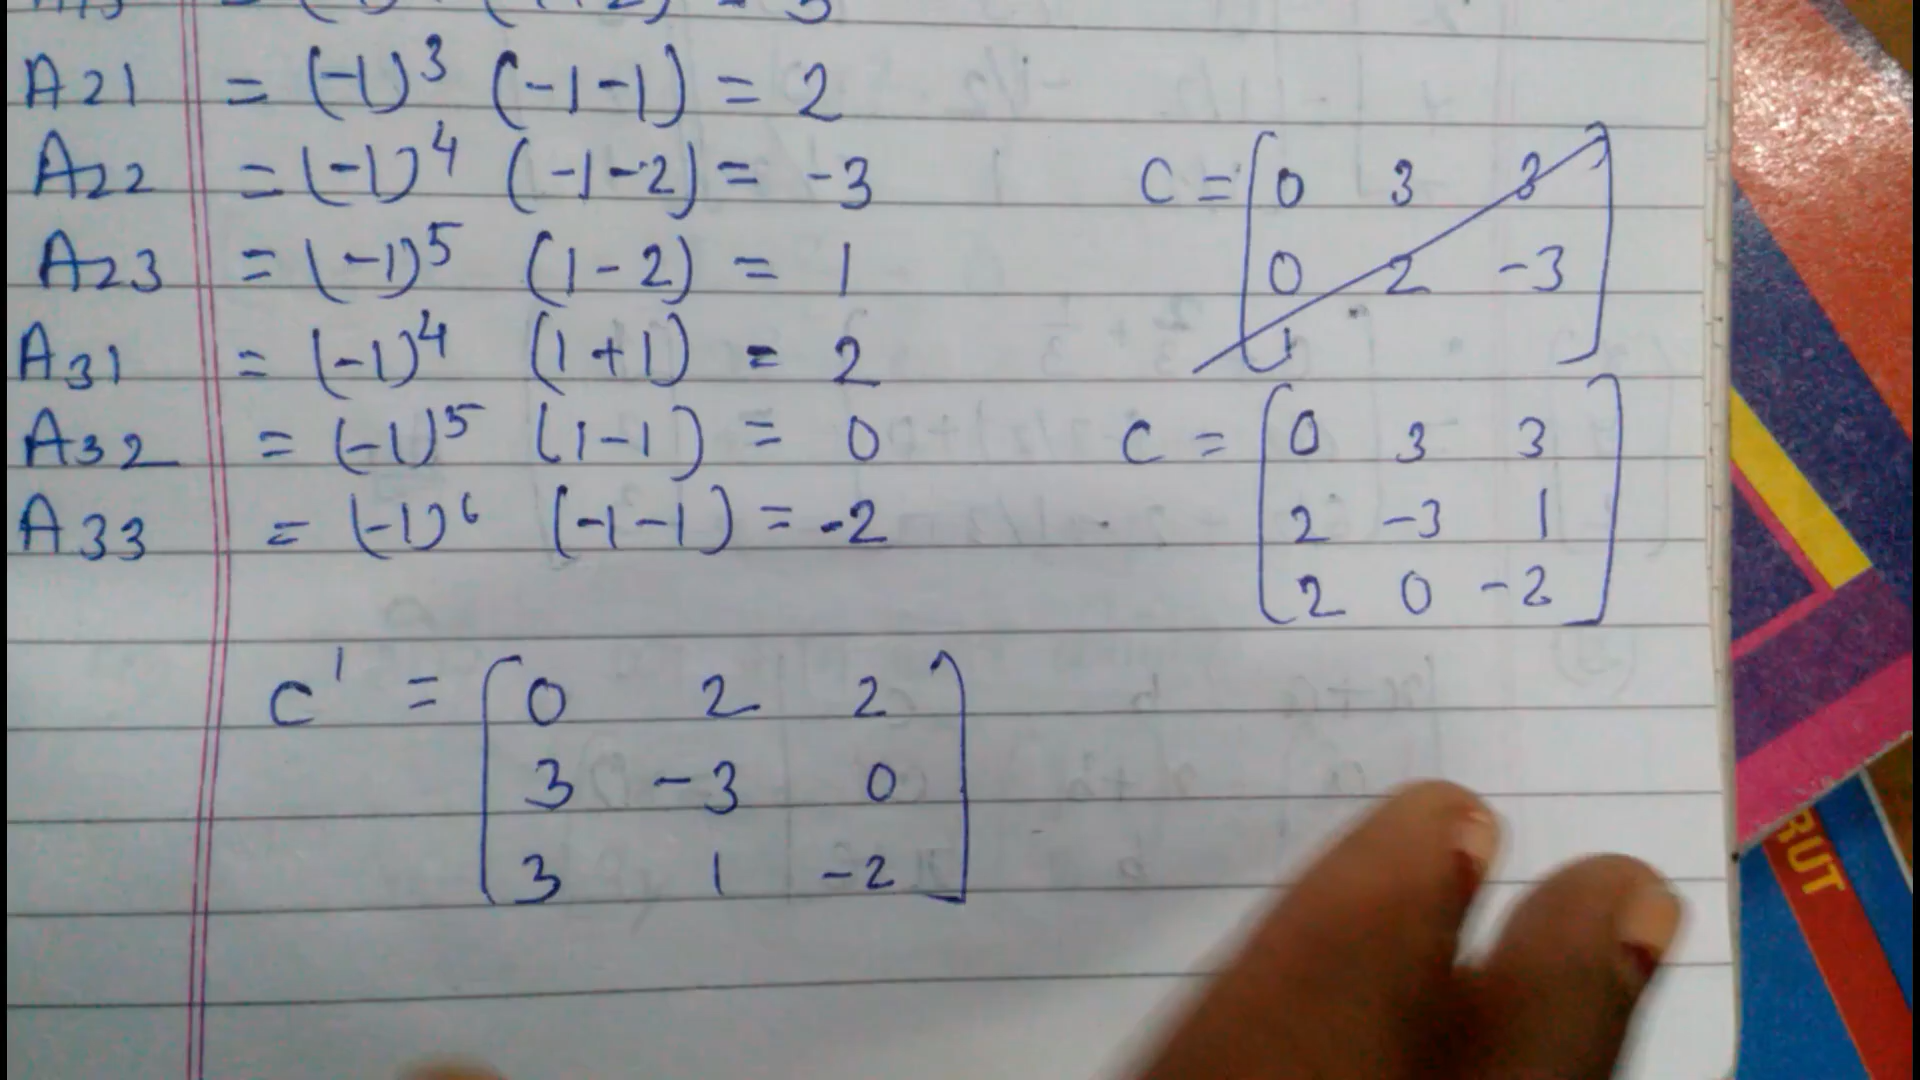 A21 = (-1)3 (-1-1) = 2
A22 = (-1)4 (-1-2) = -3
A23 = (-1)5 (1-2) = 1
A31 = (-1)4 (1+1) = 2
A32 = (-1)5 (1-1) = 0
A33 = (-1)6 (-1-1) = -2
C = [0 3 3
0 2 -3
1]
C = [0 3 3
2 -3 1
2 0 -2]
C' = [0 2 2
3 -3 0
3 1 -2]
RUT